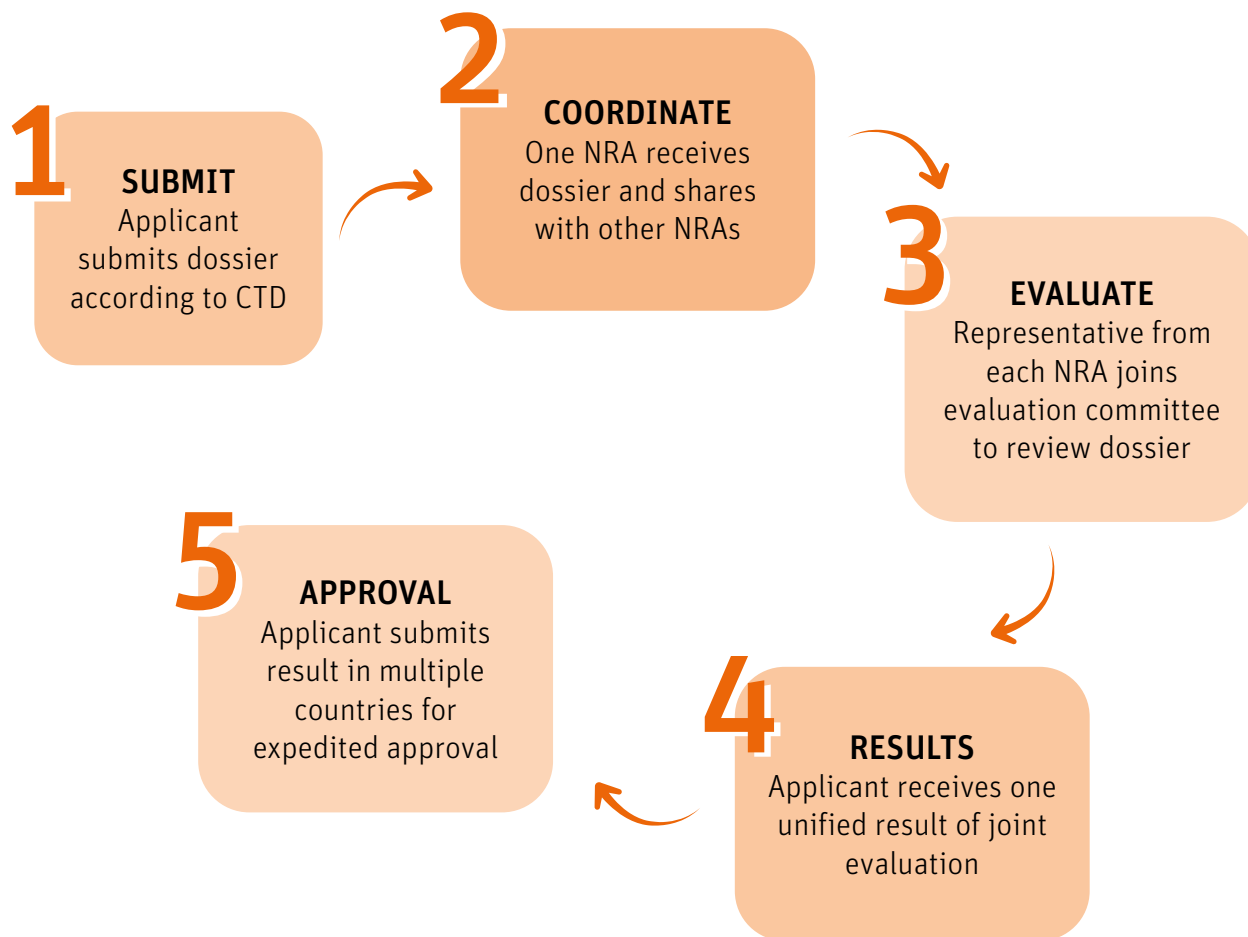 1
SUBMIT
Applicant
submits dossier
according to CTD
2
COORDINATE
One NRA receives
dossier and shares
with other NRAs
3
EVALUATE
Representative from
each NRA joins
evaluation committee
to review dossier
4
RESULTS
Applicant receives one
unified result of joint
evaluation
5
APPROVAL
Applicant submits
result in multiple
countries for
expedited approval